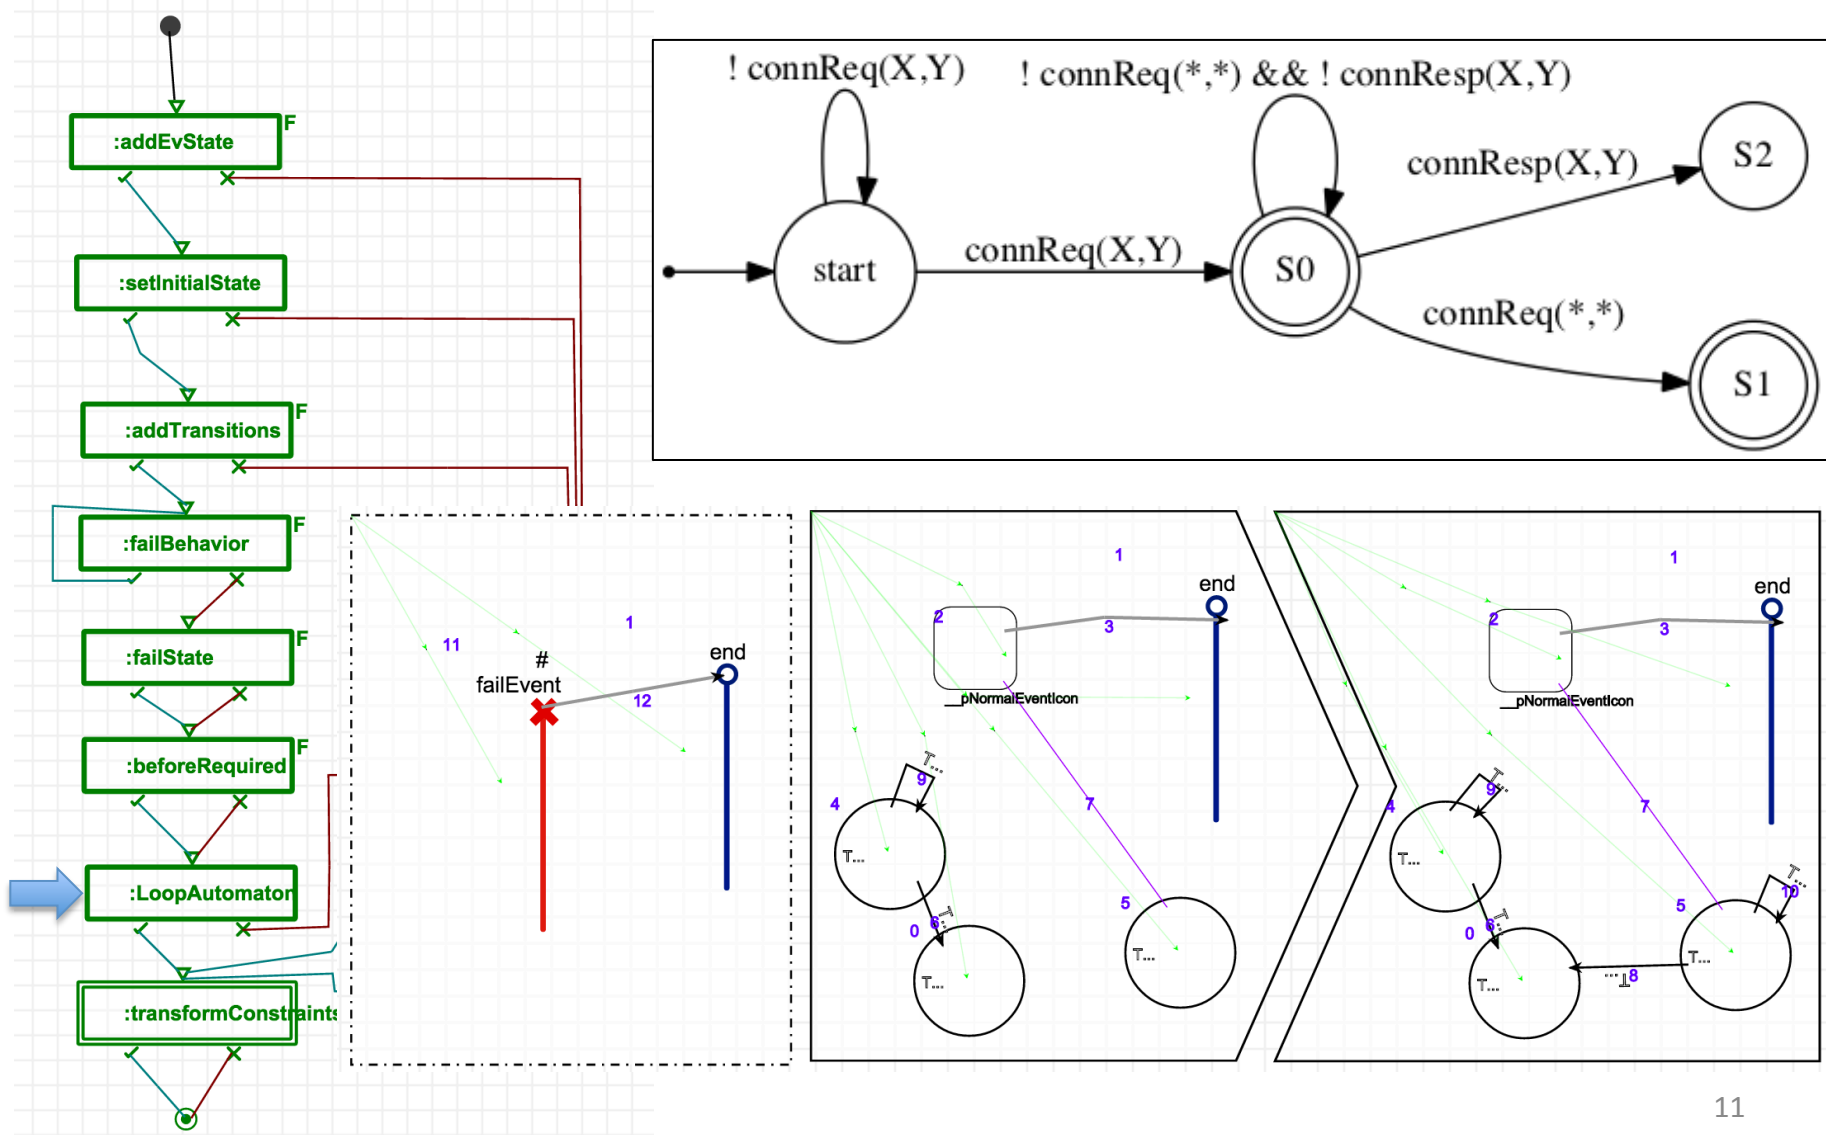 :addEvState
F
:setInitialState
:addTransitions
F
:failBehavior
F
:failState
F
:beforeRequired
F
:LoopAutomaton
:transformConstraints
! connReq(X,Y)
! connReq(*,*) && ! connResp(X,Y)
connResp(X,Y)
S2
connReq(X,Y)
start
S0
connReq(*,*)
S1
1
11
#
failEvent
end
12
1
end
2
3
__pNormalEventIcon
T...
9
4
7
T...
5
T...
6
0
T...
T...
1
end
2
3
__pNormalEventIcon
T...
9
4
7
T...
T...
10
5
T...
6
0
T...
T...
8
T...
11